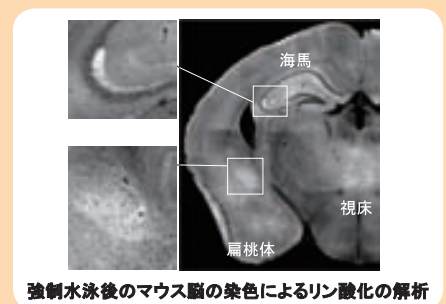 海馬
視床
扁桃体
強制水泳後のマウス脳の染色によるリン酸化の解析